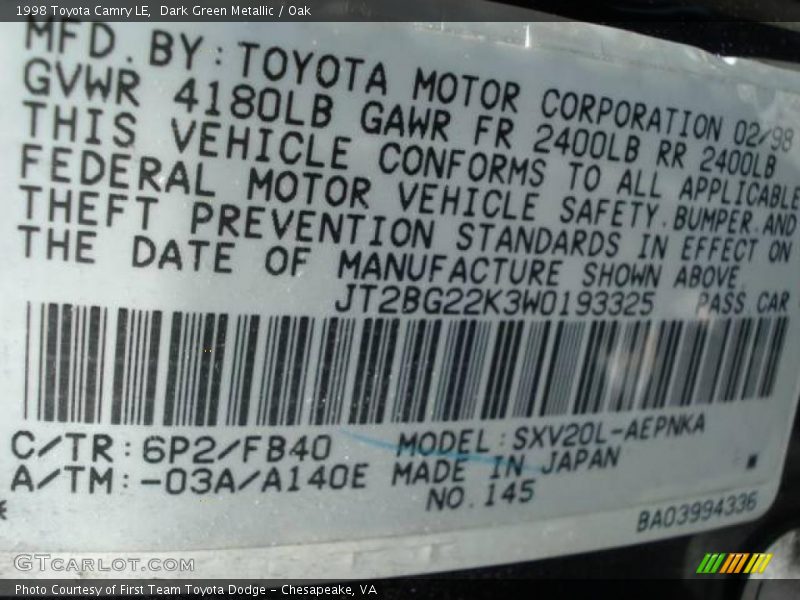 1998 Toyota Camry LE, Dark Green Metallic / Oak
MFD. BY: TOYOTA MOTOR CORPORATION 02/98
GVWR 4180LB GAWR FR 2400LB RR 2400LB
THIS VEHICLE CONFORMS TO ALL APPLICABLE
FEDERAL MOTOR VEHICLE SAFETY. BUMPER. AND
THEFT PREVENTION STANDARDS IN EFFECT ON
THE DATE OF MANUFACTURE SHOWN ABOVE.
JT2BG22K3W0193325 PASS. CAR
C/TR: 6P2/FB40 MODEL: SXV20L-AEPNKA
A/TM: -03A/A140E MADE IN JAPAN
NO. 145
BA03994336
GTCarLot.com
Photo Courtesy of First Team Toyota Dodge - Chesapeake, VA